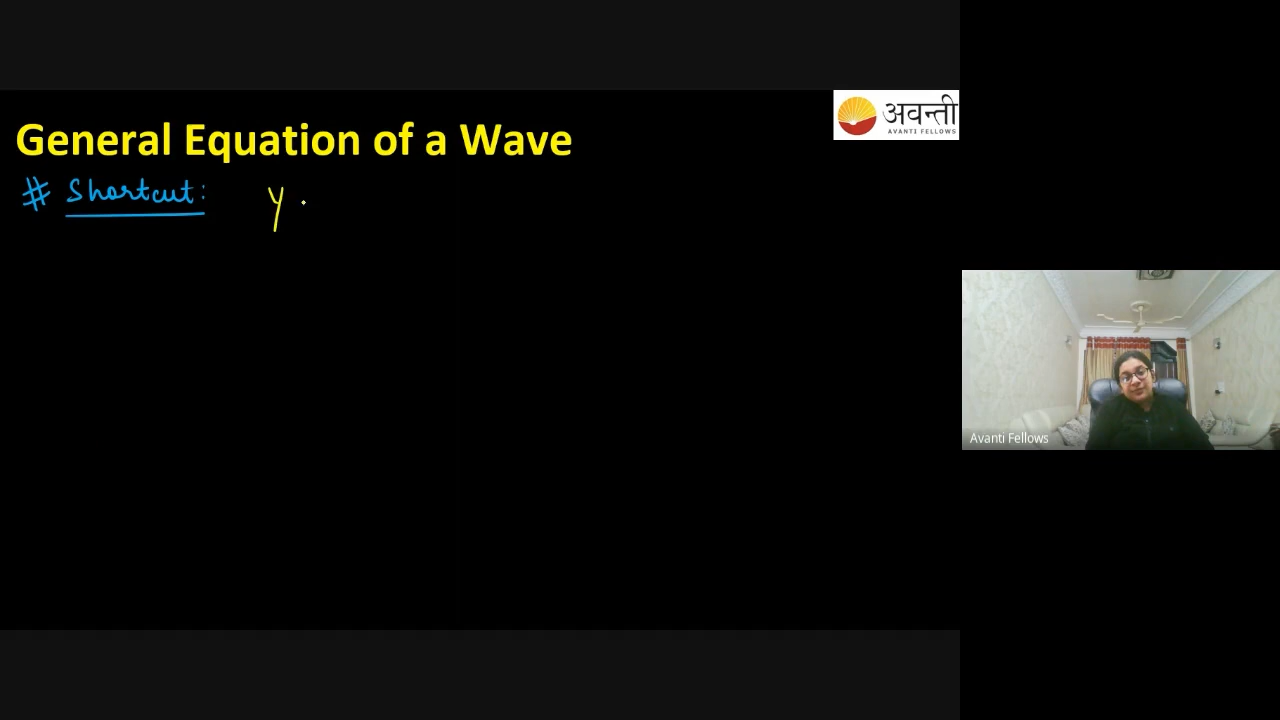 अवन्ती
AVANTI FELLOWS
General Equation of a Wave
# Shortcut: y
Avanti Fellows